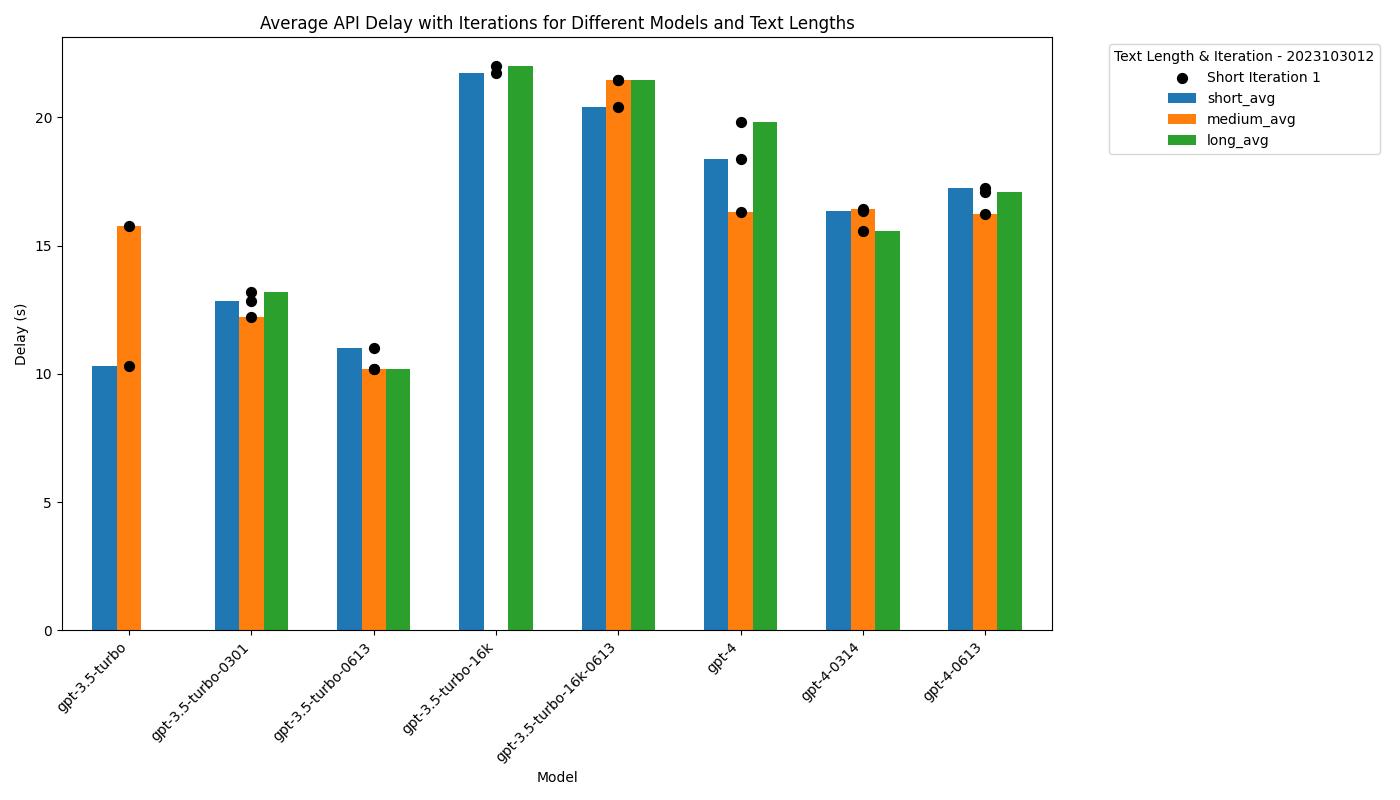 Average API Delay with Iterations for Different Models and Text Lengths
Text Length & Iteration - 2023103012
Short Iteration 1
short_avg
medium_avg
long_avg
Delay (s)
20
15
10
5
0
gpt-3.5-turbo
gpt-3.5-turbo-0301
gpt-3.5-turbo-0613
gpt-3.5-turbo-16k
gpt-3.5-turbo-16k-0613
gpt-4
gpt-4-0314
gpt-4-0613
Model